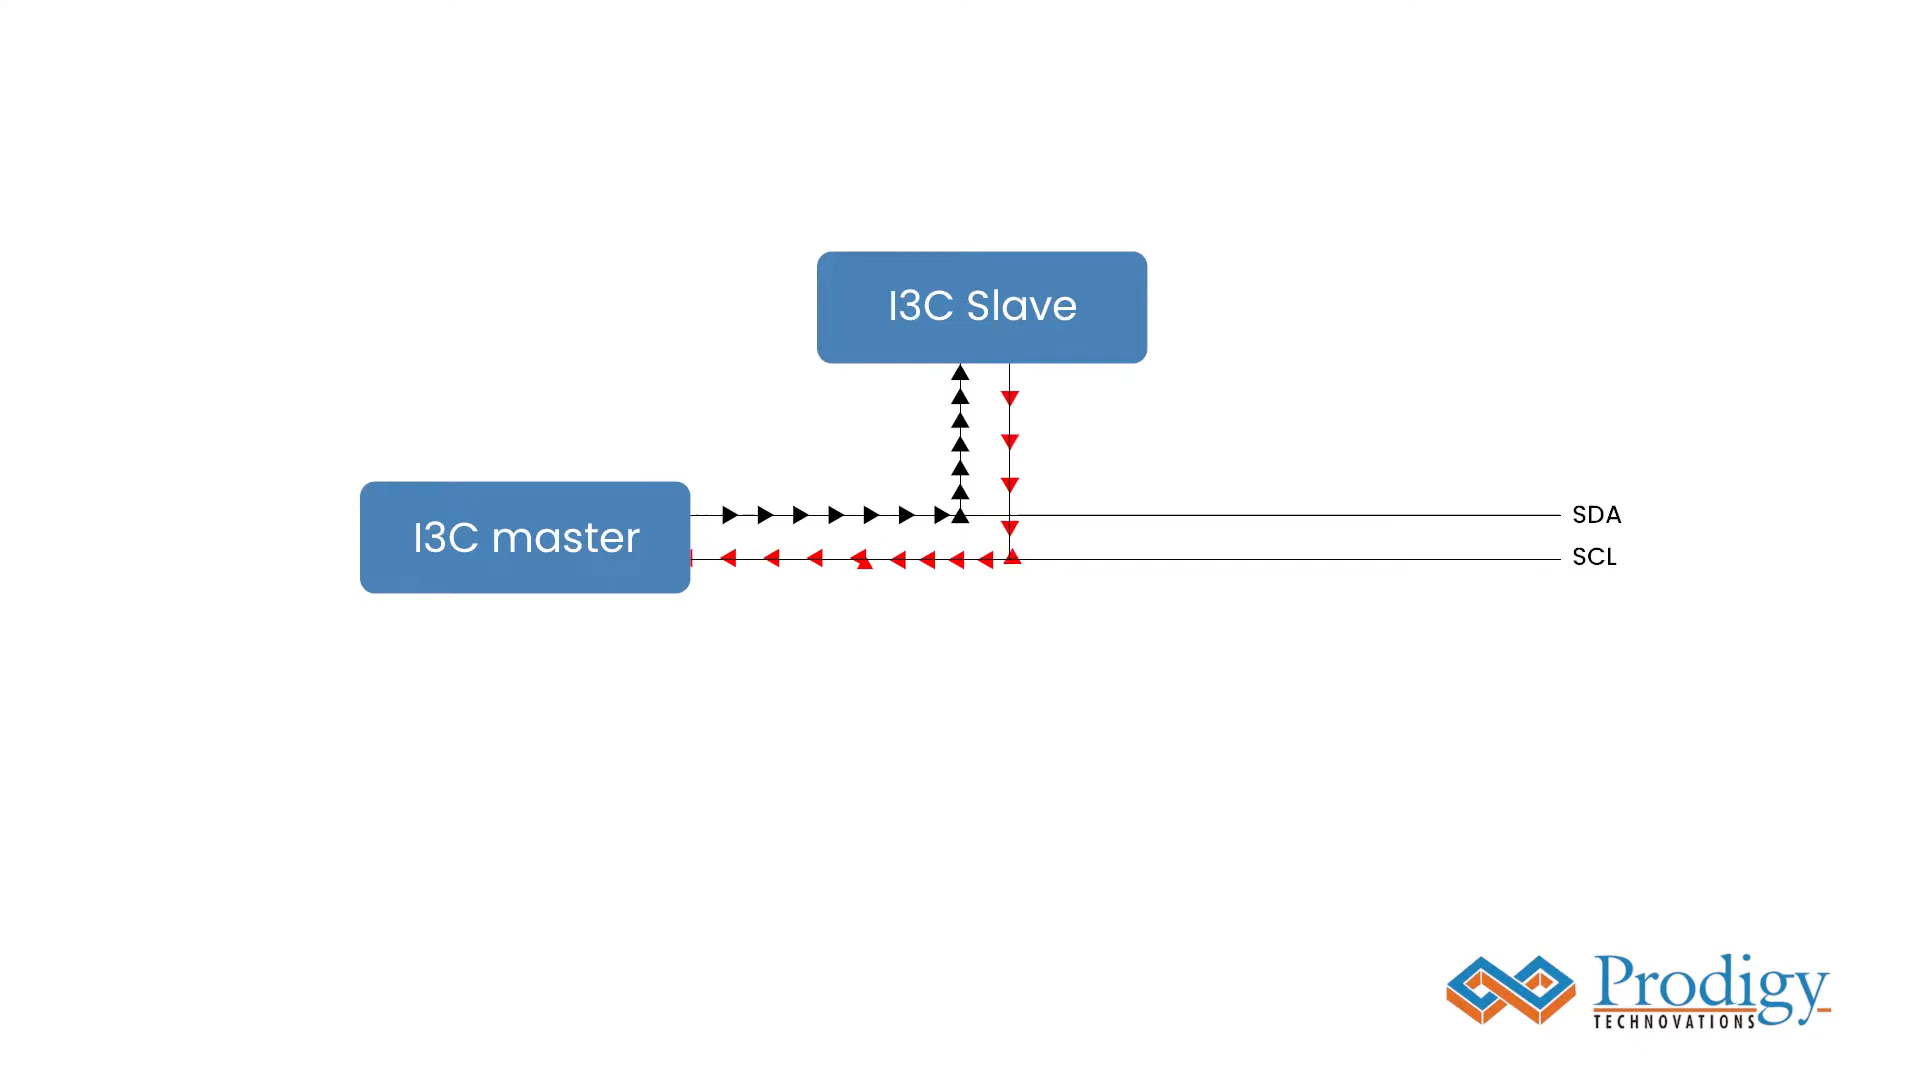 I3C Slave
I3C master
SDA
SCL
Prodigy
TECHNOVATIONS